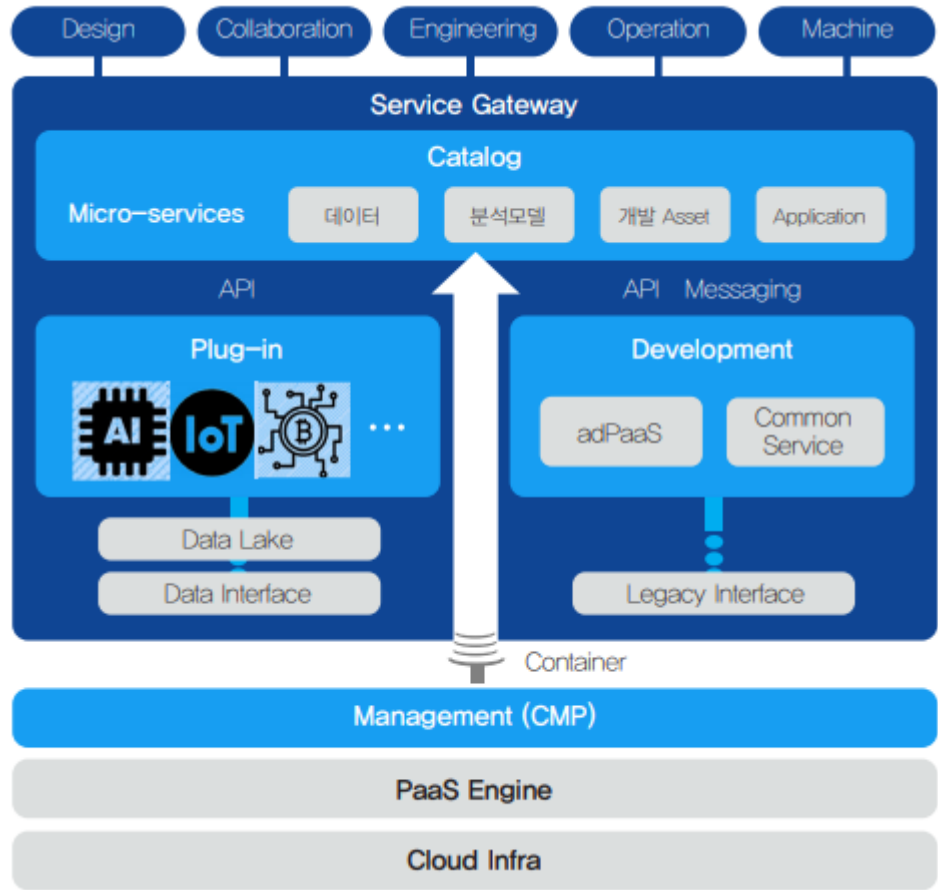 Design
Collaboration
Engineering
Operation
Machine
Service Gateway
Catalog
Micro-services
데이터
분석모델
개발 Asset
Application
API
API Messaging
Plug-in
AI
IoT
B
...
Development
adPaaS
Common
Service
Data Lake
Data Interface
Legacy Interface
Container
Management (CMP)
PaaS Engine
Cloud Infra